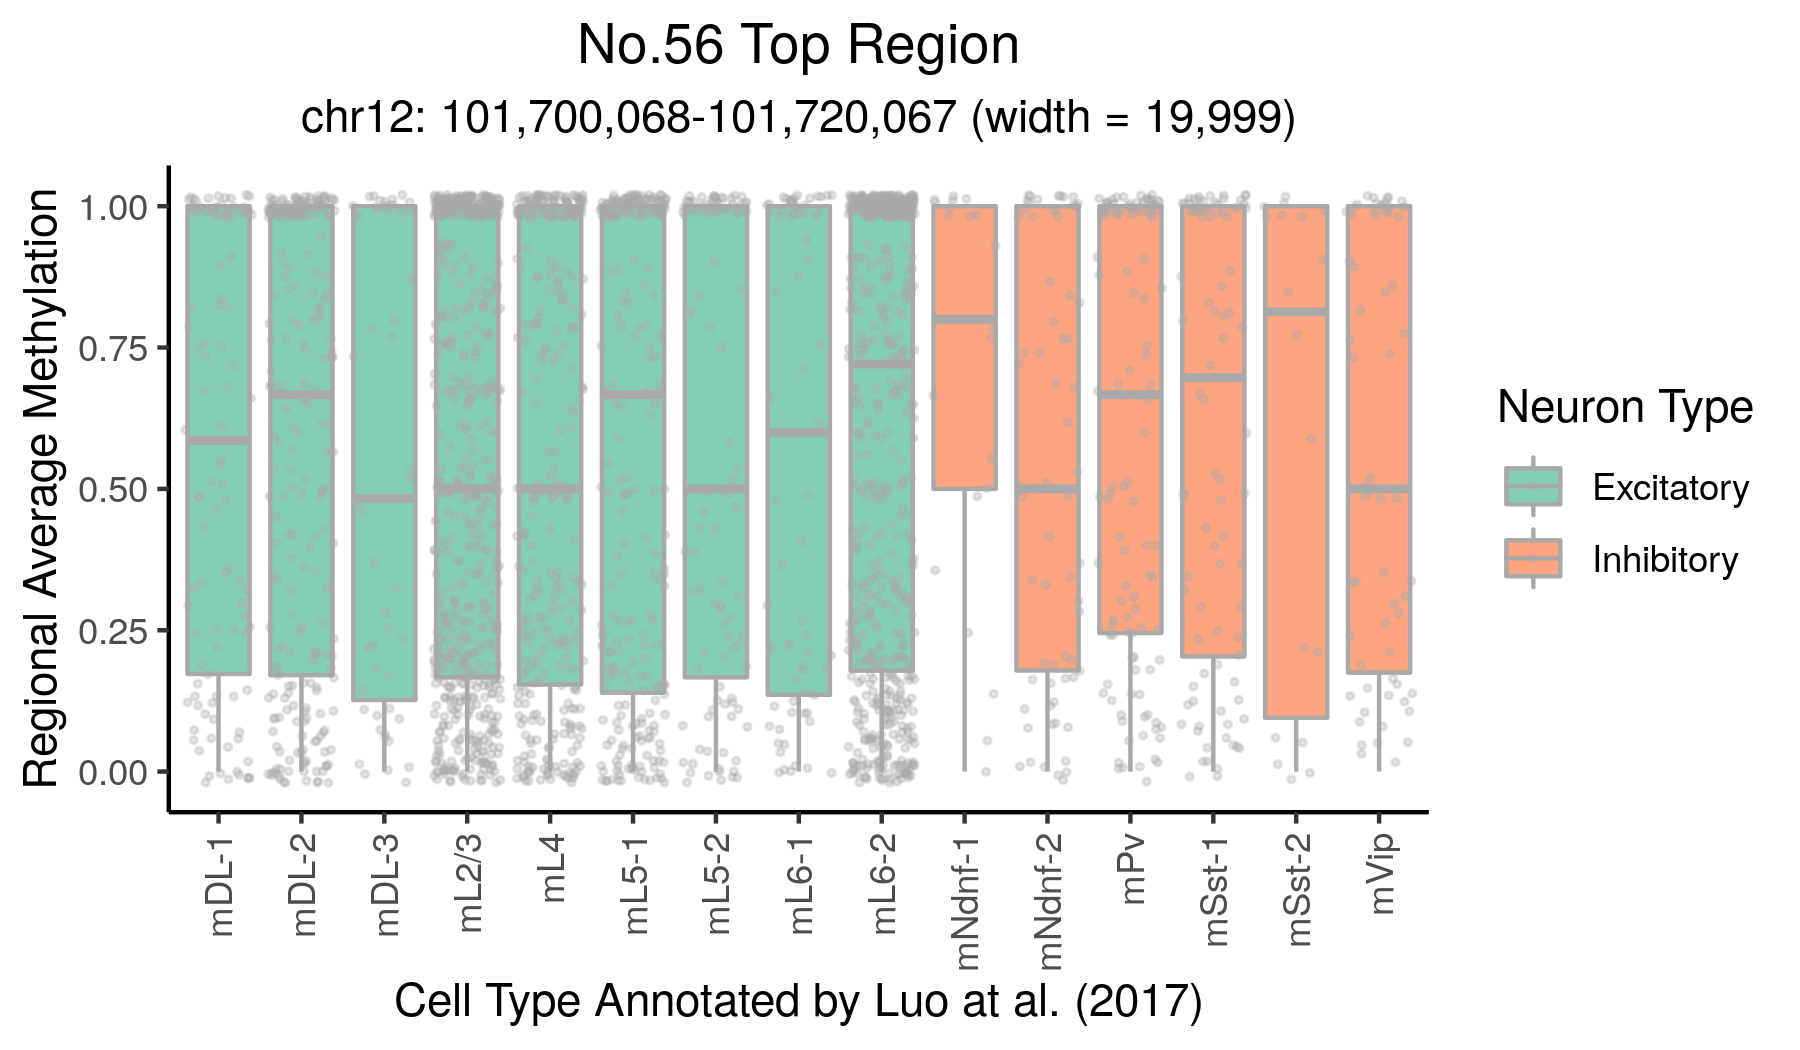 No.56 Top Region
chr12: 101,700,068-101,720,067 (width = 19,999)
Regional Average Methylation
1.00
0.75
0.50
0.25
0.00
mDL-1
mDL-2
mDL-3
mL2/3
mL4
mL5-1
mL5-2
mL6-1
mL6-2
mNdnf-1
mNdnf-2
mPv
mSst-1
mSst-2
mVip
Cell Type Annotated by Luo at al. (2017)
Neuron Type
Excitatory
Inhibitory